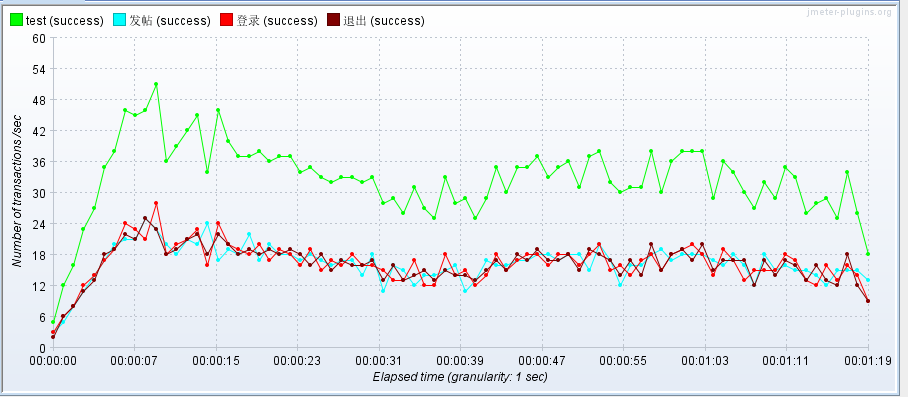 jmeter-plugins.org
test (success) 发帖 (success) 登录 (success) 退出 (success)
60
54
48
42
36
30
24
18
12
6
0
Number of transactions /sec
00:00:00 00:00:07 00:00:15 00:00:23 00:00:31 00:00:39 00:00:47 00:00:55 00:01:03 00:01:11 00:01:19
Elapsed time (granularity: 1 sec)